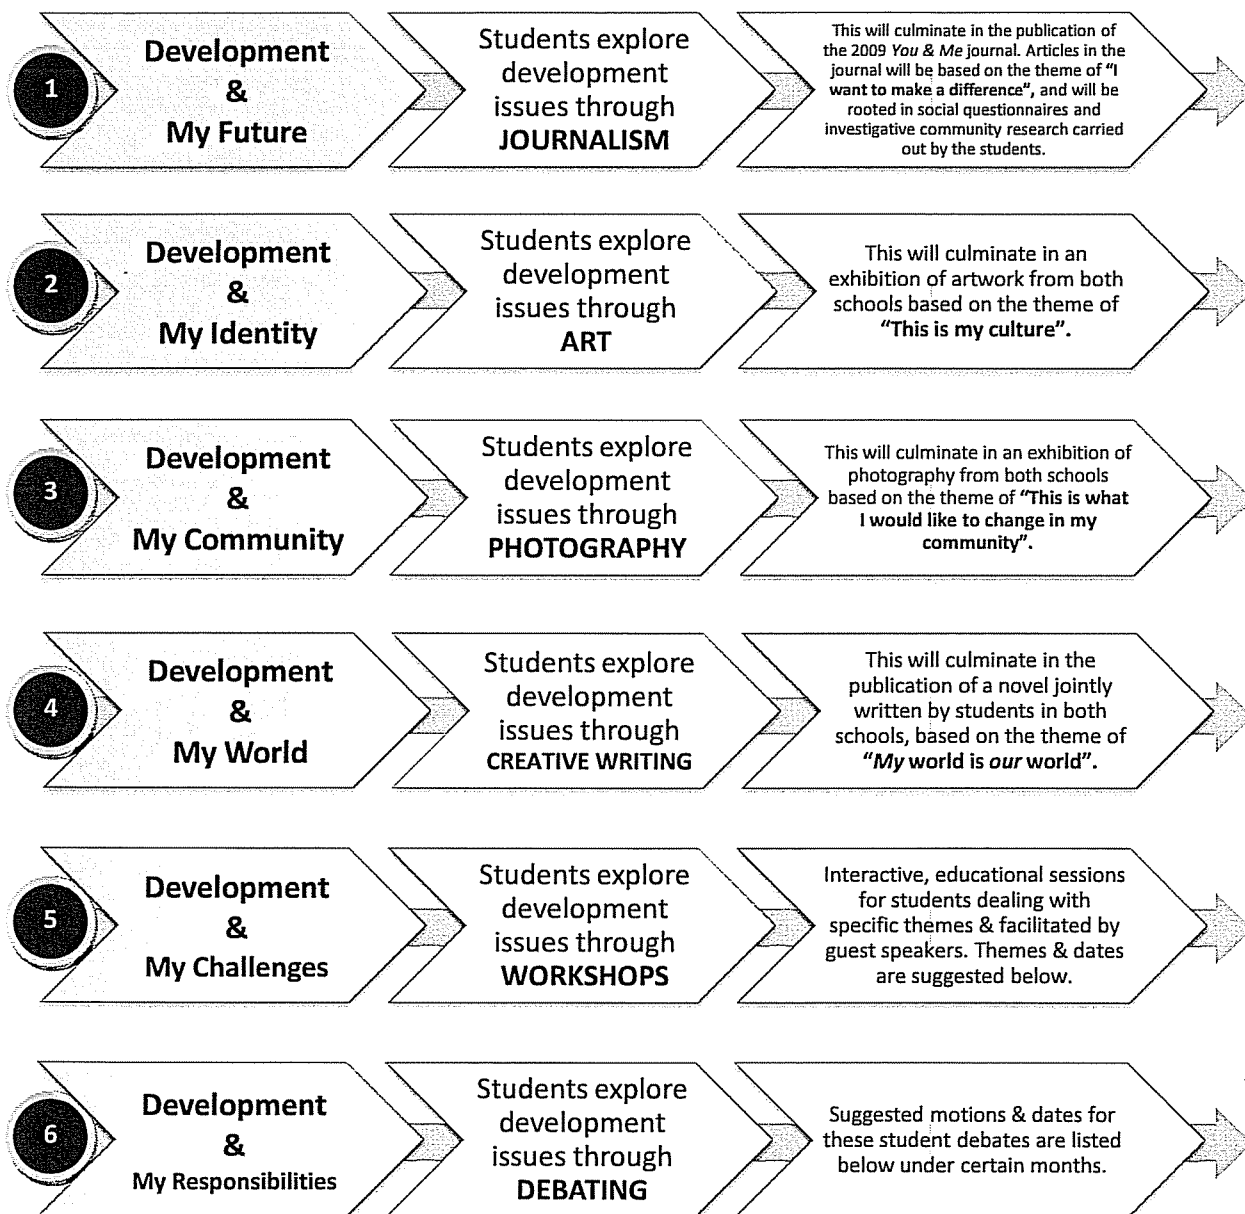 1
Development
&
My Future
Students explore
development
issues through
JOURNALISM
This will culminate in the publication of
the 2009 You & Me journal. Articles in the
journal will be based on the theme of "I
want to make a difference", and will be
rooted in social questionnaires and
investigative community research carried
out by the students.
2
Development
&
My Identity
Students explore
development
issues through
ART
This will culminate in an
exhibition of artwork from both
schools based on the theme of
"This is my culture".
3
Development
&
My Community
Students explore
development
issues through
PHOTOGRAPHY
This will culminate in an exhibition of
photography from both schools
based on the theme of "This is what
I would like to change in my
community".
4
Development
&
My World
Students explore
development
issues through
CREATIVE WRITING
This will culminate in the
publication of a novel jointly
written by students in both
schools, based on the theme of
"My world is our world".
5
Development
&
My Challenges
Students explore
development
issues through
WORKSHOPS
Interactive, educational sessions
for students dealing with
specific themes & facilitated by
guest speakers. Themes & dates
are suggested below.
6
Development
&
My Responsibilities
Students explore
development
issues through
DEBATING
Suggested motions & dates for
these student debates are listed
below under certain months.